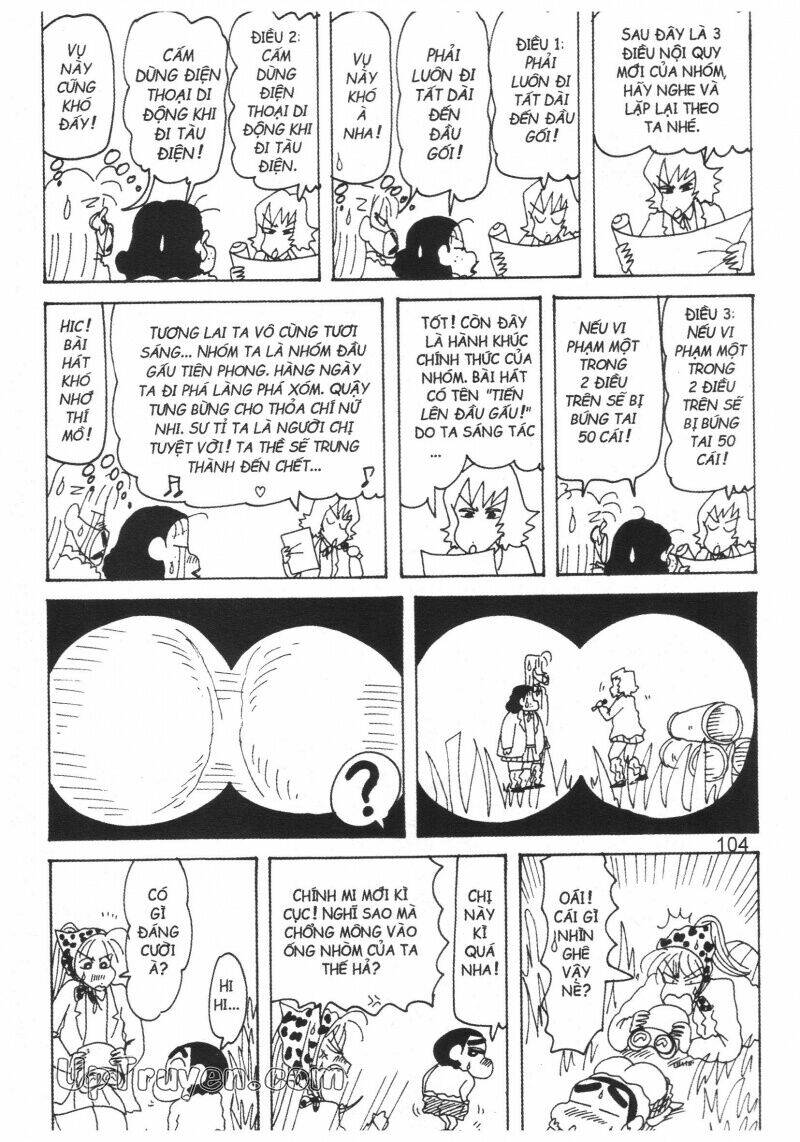 SAU ĐÂY LÀ 3
ĐIỀU NỘI QUY
MỚI CỦA NHÓM,
HÃY NGHE VÀ
LẶP LẠI THEO
TA NHÉ.
ĐIỀU 1:
PHẢI
LUÔN ĐI
TẤT DÀI
ĐẾN
ĐẦU GỐI!
PHẢI
LUÔN ĐI
TẤT DÀI
ĐẾN
ĐẦU
GỐI!
VỤ
NÀY
KHÓ
À
NHA!
ĐIỀU 2:
CẤM
DÙNG
ĐIỆN
THOẠI DI
ĐỘNG KHI
ĐI TÀU
ĐIỆN.
CẤM
DÙNG ĐIỆN
THOẠI DI
ĐỘNG KHI
ĐI TÀU
ĐIỆN!
VỤ
NÀY
CŨNG
KHÓ
ĐẤY!
ĐIỀU 3:
NẾU VI
PHẠM MỘT
TRONG
2 ĐIỀU
TRÊN SẼ
BỊ BÚNG
TAI 50
CÁI!
NẾU VI
PHẠM MỘT
TRONG
2 ĐIỀU
TRÊN SẼ BỊ
BÚNG TAI
50 CÁI!
TỐT! CÒN ĐÂY
LÀ HÀNH KHÚC
CHÍNH THỨC CỦA
NHÓM. BÀI HÁT
CÓ TÊN "TIẾN
LÊN ĐẦU GẤU!"
DO TA SÁNG TÁC
...
TƯƠNG LAI TA VÔ CÙNG TƯƠI
SÁNG... NHÓM TA LÀ NHÓM ĐẦU
GẤU TIÊN PHONG. HÀNG NGÀY
TA ĐI PHÁ LÀNG PHÁ XÓM. QUẬY
TƯNG BỪNG CHO THỎA CHÍ NỮ
NHI. SƯ TỈ TA LÀ NGƯỜI CHỊ
TUYỆT VỜI! TA THỀ SẼ TRUNG
THÀNH ĐẾN CHẾT...
HIC!
BÀI
HÁT
KHÓ
NHƠ
THÍ
MỒ!
?
104
OÁI!
CÁI GÌ
NHÌN
GHÊ
VẬY
NÈ?
CHỊ
NÀY
KÌ
QUÁ
NHA!
CHÍNH MI MỚI KÌ
CỤC! NGHĨ SAO MÀ
CHỔNG MÔNG VÀO
ỐNG NHÒM CỦA TA
THẾ HẢ?
HI
HI...
CÓ
GÌ
ĐÁNG
CƯỜI
À?
UpTruyen.com